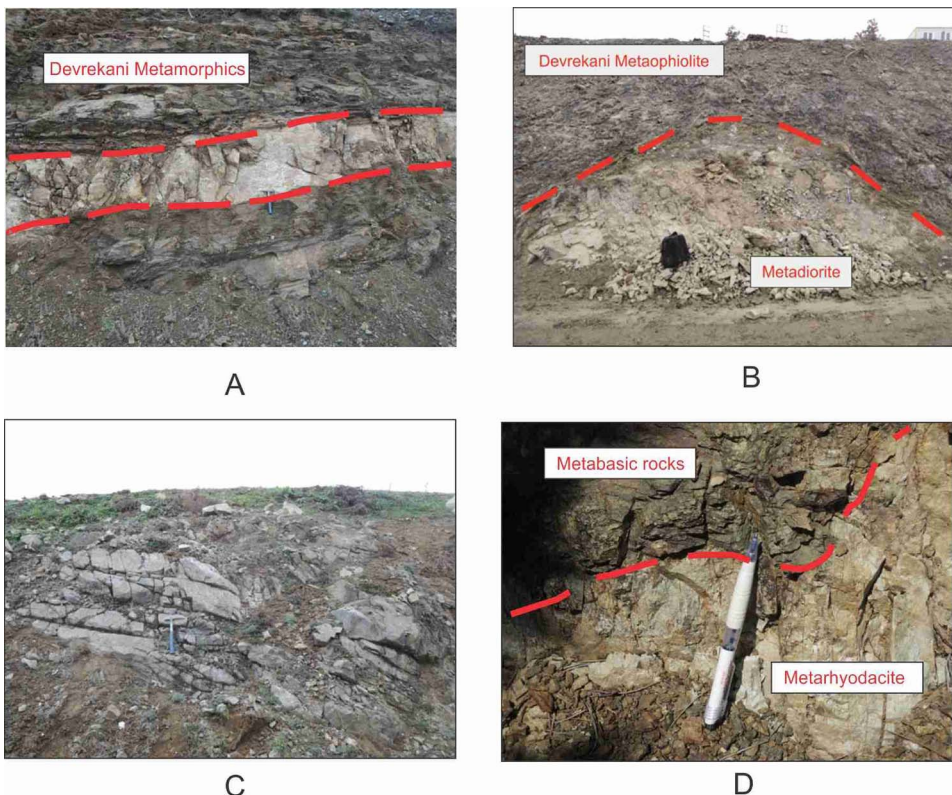 Devrekani Metamorphics
Devrekani Metaophiolite
Metadiorite
A
B
Metabasic rocks
Metarhyodacite
C
D